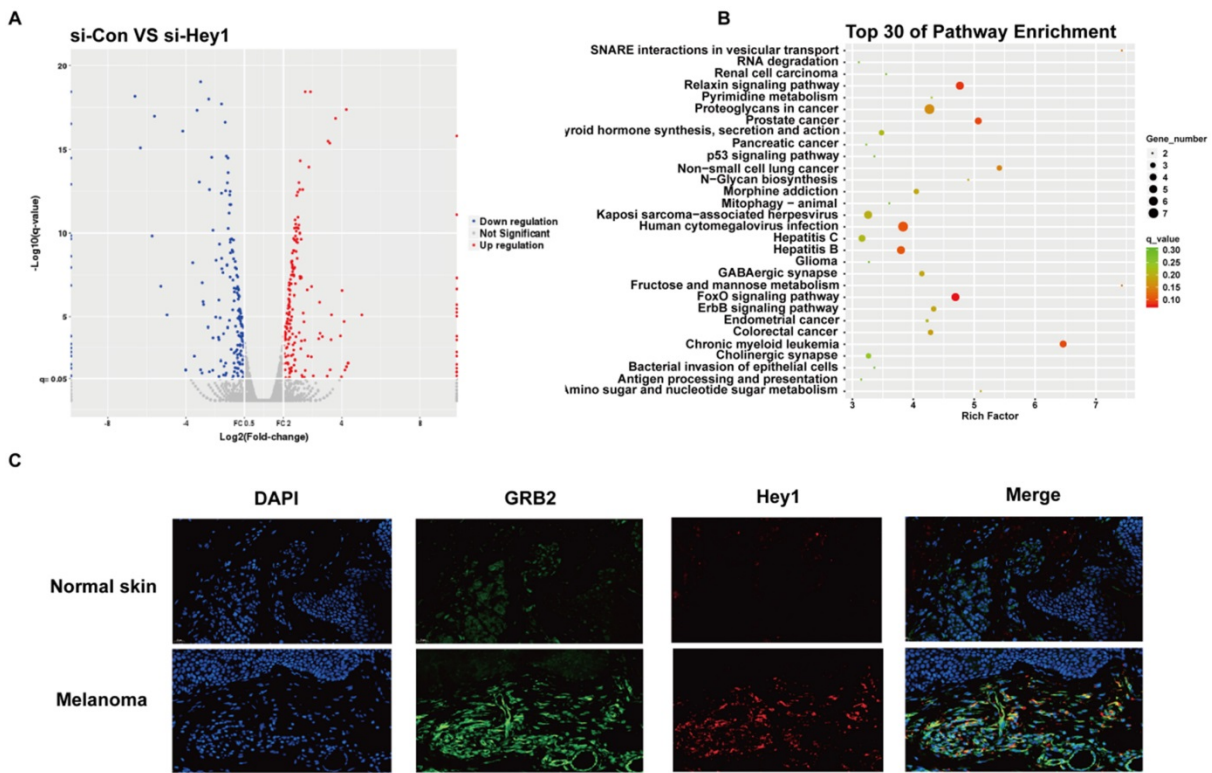 A
si-Con VS si-Hey1
20
15
10
5
q= 0.05
-Log10(q-value)
-8
-4
FC 0.5
FC 2
4
8
Log2(Fold-change)
Down regulation
Not Significant
Up regulation
B
Top 30 of Pathway Enrichment
SNARE interactions in vesicular transport
RNA degradation
Renal cell carcinoma
Relaxin signaling pathway
Pyrimidine metabolism
Proteoglycans in cancer
Prostate cancer
yroid hormone synthesis, secretion and action
Pancreatic cancer
p53 signaling pathway
Non−small cell lung cancer
N−Glycan biosynthesis
Morphine addiction
Mitophagy − animal
Kaposi sarcoma−associated herpesvirus
Human cytomegalovirus infection
Hepatitis C
Hepatitis B
Glioma
GABAergic synapse
Fructose and mannose metabolism
FoxO signaling pathway
ErbB signaling pathway
Endometrial cancer
Colorectal cancer
Chronic myeloid leukemia
Cholinergic synapse
Bacterial invasion of epithelial cells
Antigen processing and presentation
Amino sugar and nucleotide sugar metabolism
3
4
5
6
7
Rich Factor
Gene_number
2
3
4
5
6
7
q_value
0.30
0.25
0.20
0.15
0.10
C
DAPI
GRB2
Hey1
Merge
Normal skin
Melanoma